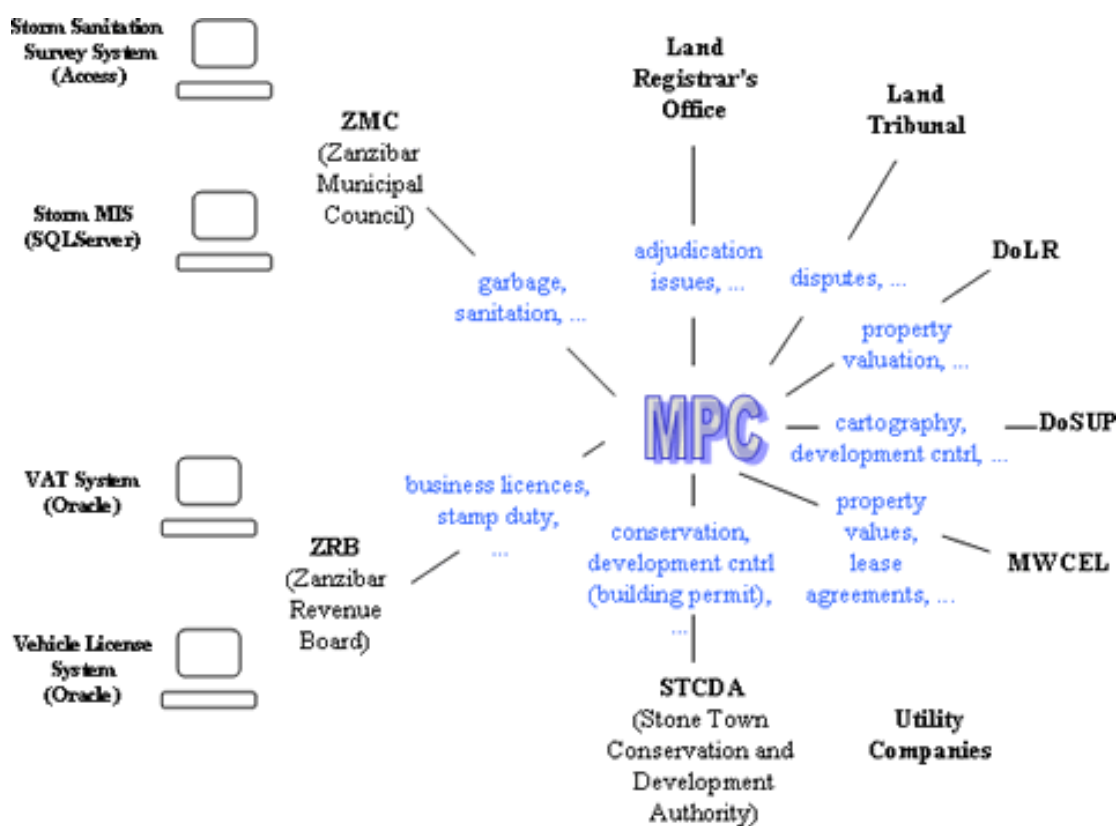 Storm Sanitation
Survey System
(Access)
Land
Registrar's
Office
Land
Tribunal
ZMC
(Zanzibar
Municipal
Council)
Storm MIS
(SQLServer)
adjudication
issues, ...
disputes, ...
DoLR
garbage,
sanitation, ...
property
valuation, ...
MPC
cartography,
development cntrl, ...
DoSUP
VAT System
(Oracle)
business licences,
stamp duty,
...
property
values,
lease
agreements, ...
MWCEL
conservation,
development cntrl
(building permit),
...
ZRB
(Zanzibar
Revenue
Board)
Vehicle License
System
(Oracle)
STCDA
(Stone Town
Conservation and
Development
Authority)
Utility
Companies